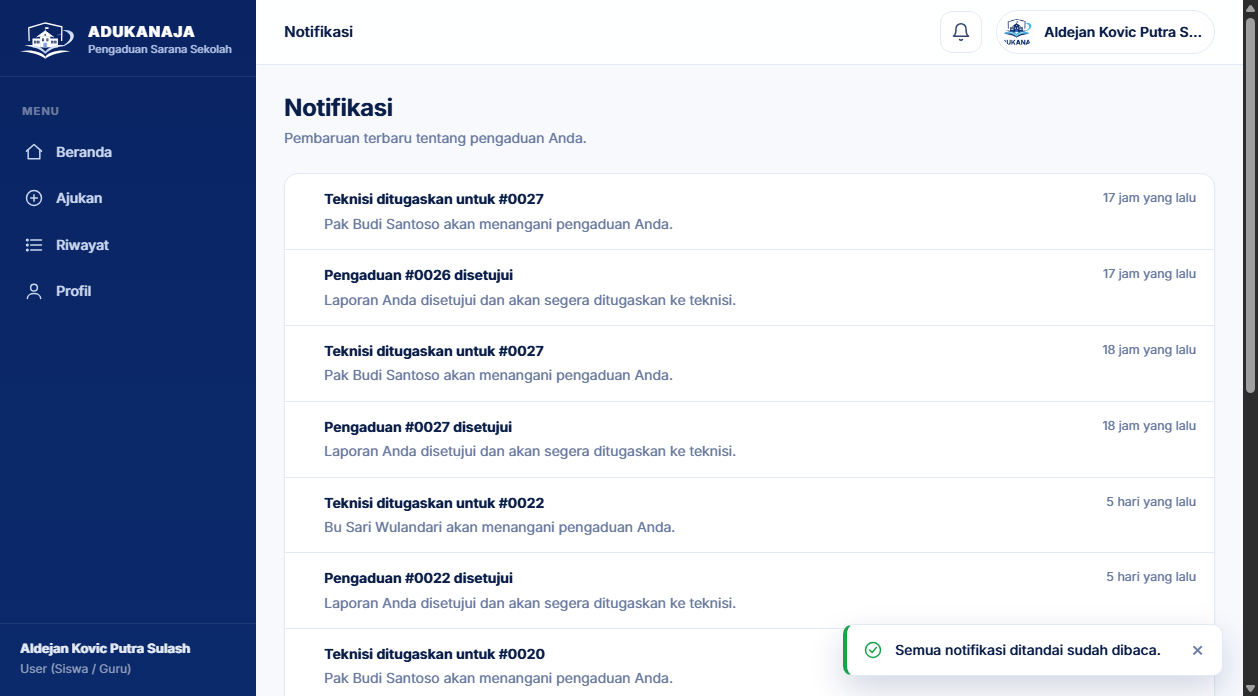 ADUKANAJA
Pengaduan Sarana Sekolah
MENU
Beranda
Ajukan
Riwayat
Profil
Aldejan Kovic Putra Sulash
User (Siswa / Guru)
Notifikasi
Aldejan Kovic Putra S...
Notifikasi
Pembaruan terbaru tentang pengaduan Anda.
Teknisi ditugaskan untuk #0027
17 jam yang lalu
Pak Budi Santoso akan menangani pengaduan Anda.
Pengaduan #0026 disetujui
17 jam yang lalu
Laporan Anda disetujui dan akan segera ditugaskan ke teknisi.
Teknisi ditugaskan untuk #0027
18 jam yang lalu
Pak Budi Santoso akan menangani pengaduan Anda.
Pengaduan #0027 disetujui
18 jam yang lalu
Laporan Anda disetujui dan akan segera ditugaskan ke teknisi.
Teknisi ditugaskan untuk #0022
5 hari yang lalu
Bu Sari Wulandari akan menangani pengaduan Anda.
Pengaduan #0022 disetujui
5 hari yang lalu
Laporan Anda disetujui dan akan segera ditugaskan ke teknisi.
Teknisi ditugaskan untuk #0020
Pak Budi Santoso akan menangani pengaduan Anda.
Semua notifikasi ditandai sudah dibaca.